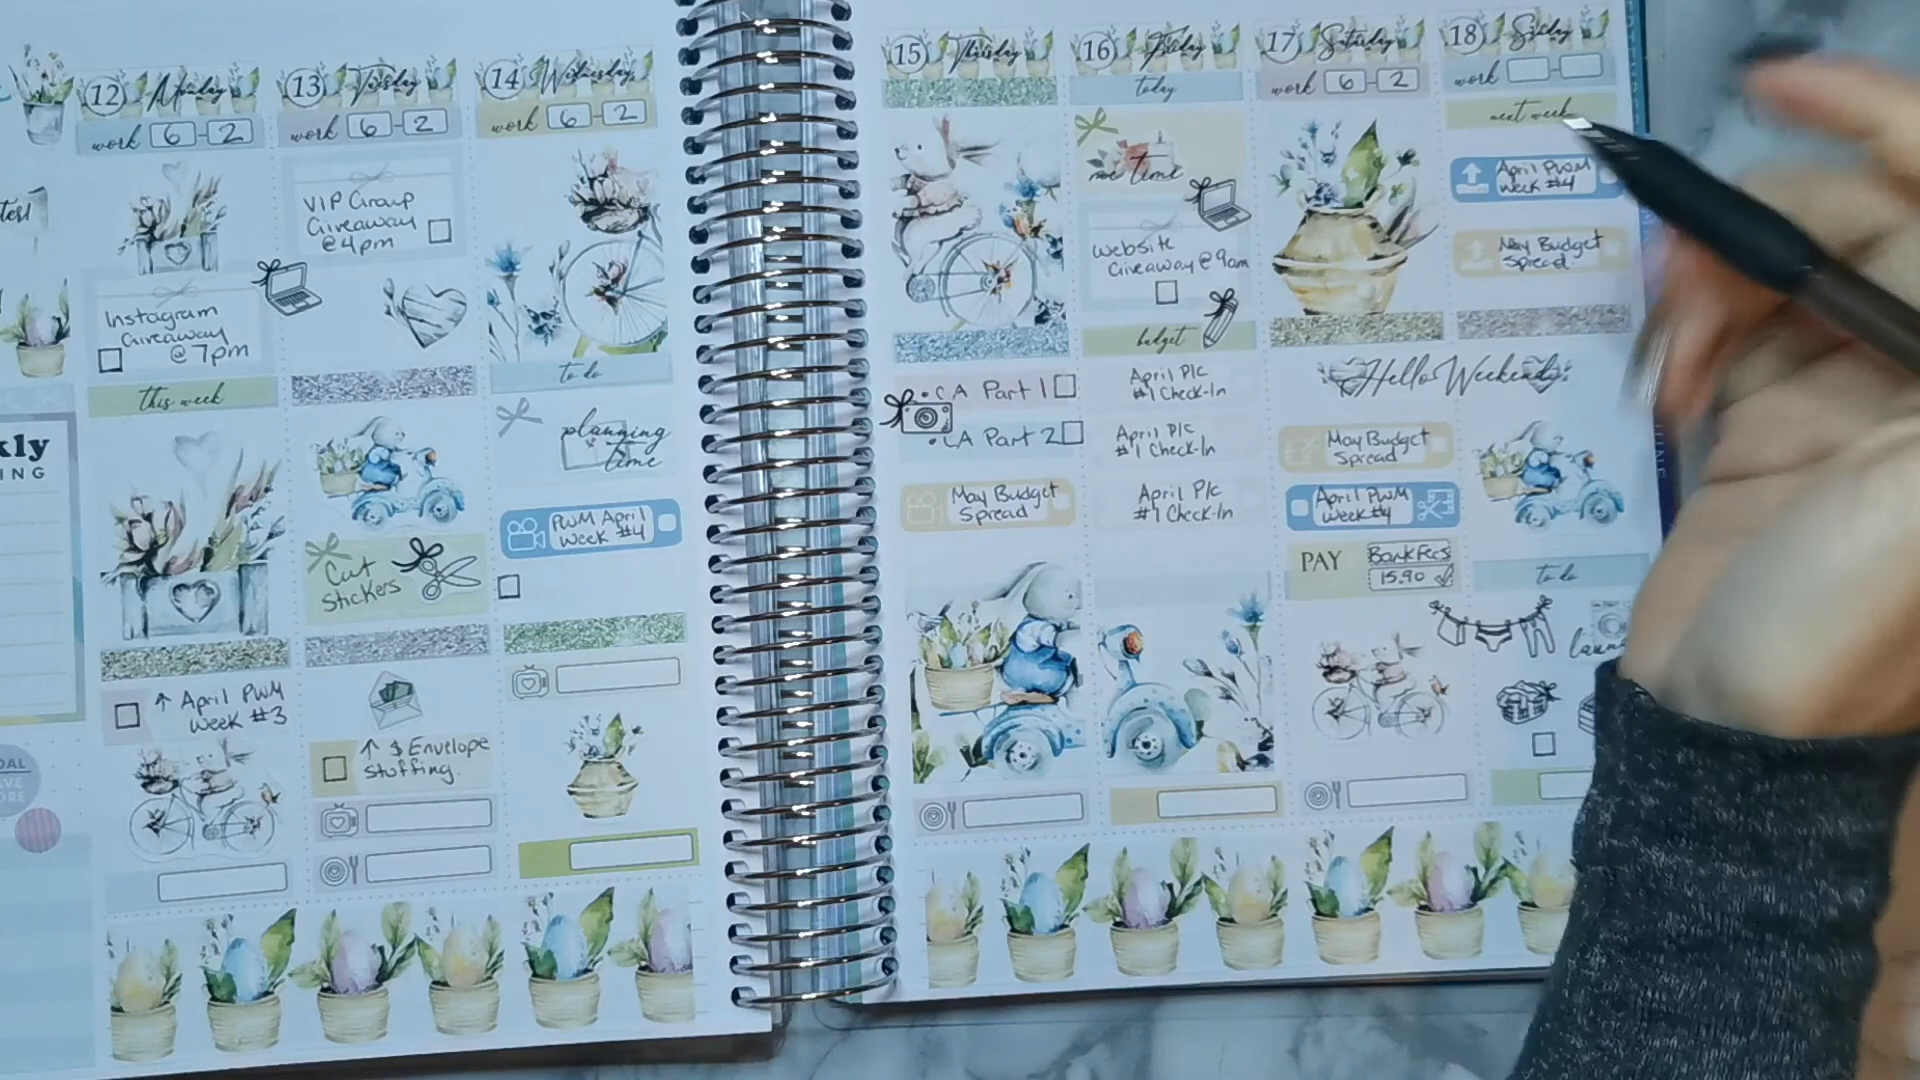 12 Monday
work 6-2
Instagram
Giveaway
@ 7pm
this week
↑ April PWM
Week #3
13 Tuesday
work 6-2
VIP Group
Giveaway
@ 4pm
Cut
Stickers
↑ $ Envelope
stuffing.
14 Wednesday
work 6-2
to do
planning
time
PWM April
Week #4
15 Thursday
• CA Part 1
• LA Part 2
May Budget
Spread
16 Friday
today
me time
Website
Giveaway @ 9am
budget
April P/c
#1 Check-In
April P/c
#1 Check-In
April P/c
#1 Check-In
17 Saturday
work 6-2
Hello Weekend
May Budget
Spread
April PWM
Week #4
PAY
Bank Fees
15.90 ✓
18 Sunday
work
next week
April PWM
Week #4
May Budget
Spread
to do